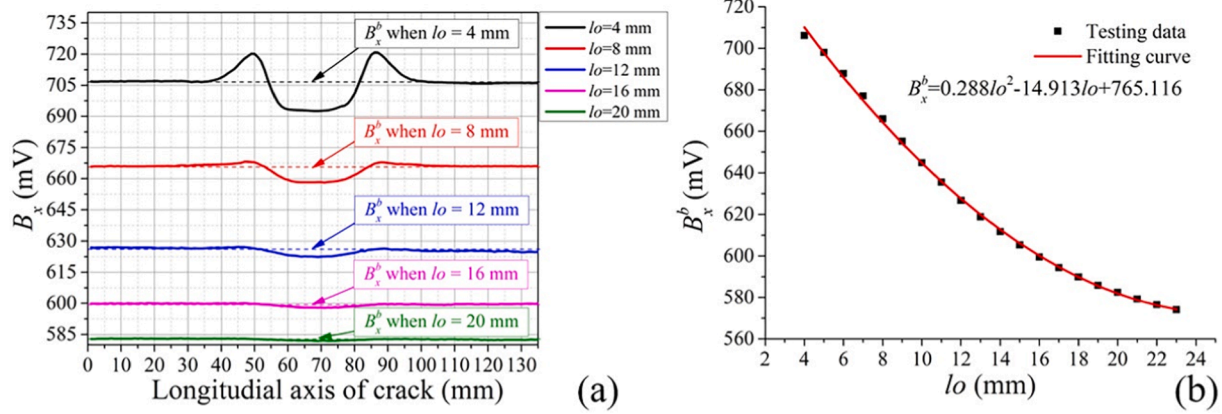 735
720
705
690
675
660
645
630
615
600
585
B_x (mV)
B_x^b when lo = 4 mm
B_x^b when lo = 8 mm
B_x^b when lo = 12 mm
B_x^b when lo = 16 mm
B_x^b when lo = 20 mm
0 10 20 30 40 50 60 70 80 90 100 110 120 130
Longitudial axis of crack (mm)
(a)
lo=4 mm
lo=8 mm
lo=12 mm
lo=16 mm
lo=20 mm
720
700
680
660
640
620
600
580
560
B_x^b (mV)
Testing data
Fitting curve
B_x^b=0.288lo^2-14.913lo+765.116
2 4 6 8 10 12 14 16 18 20 22 24
lo (mm)
(b)